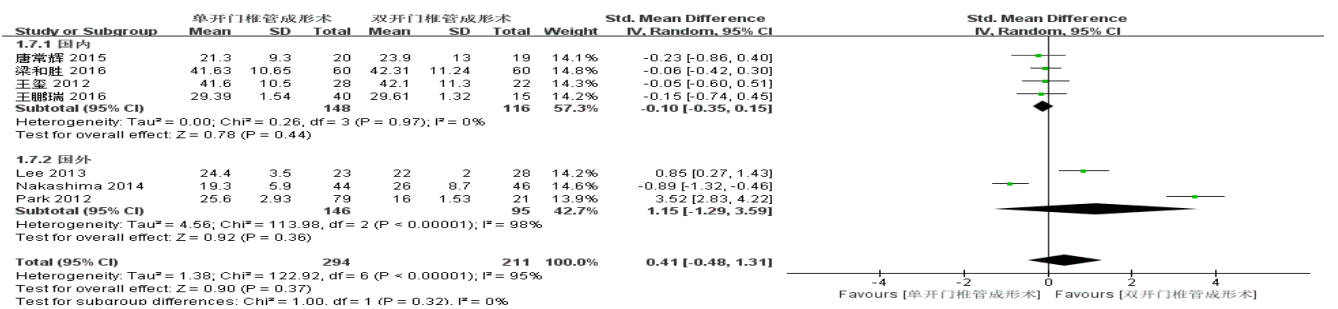 单开门椎管成形术 双开门椎管成形术 Std. Mean Difference Std. Mean Difference
Study or Subgroup Mean SD Total Mean SD Total Weight IV, Random, 95% CI IV, Random, 95% CI
1.7.1 国内
唐常辉 2015 21.3 9.3 20 23.9 13 19 14.1% -0.23 [-0.86, 0.40]
梁和胜 2016 41.63 10.65 60 42.31 11.24 60 14.8% -0.06 [-0.42, 0.30]
王玺 2012 41.6 10.5 28 42.1 11.3 22 14.3% -0.05 [-0.60, 0.51]
王鹏瑞 2016 29.39 1.54 40 29.61 1.32 15 14.2% -0.15 [-0.74, 0.45]
Subtotal (95% CI) 148 116 57.3% -0.10 [-0.35, 0.15]
Heterogeneity: Tau² = 0.00; Chi² = 0.26, df = 3 (P = 0.97); I² = 0%
Test for overall effect: Z = 0.78 (P = 0.44)
1.7.2 国外
Lee 2013 24.4 3.5 23 22 2 28 14.2% 0.85 [0.27, 1.43]
Nakashima 2014 19.3 5.9 44 26 8.7 46 14.6% -0.89 [-1.32, -0.46]
Park 2012 25.6 2.93 79 16 1.53 21 13.9% 3.52 [2.83, 4.22]
Subtotal (95% CI) 146 95 42.7% 1.15 [-1.29, 3.59]
Heterogeneity: Tau² = 4.56; Chi² = 113.98, df = 2 (P < 0.00001); I² = 98%
Test for overall effect: Z = 0.92 (P = 0.36)
Total (95% CI) 294 211 100.0% 0.41 [-0.48, 1.31]
Heterogeneity: Tau² = 1.38; Chi² = 122.92, df = 6 (P < 0.00001); I² = 95%
Test for overall effect: Z = 0.90 (P = 0.37)
Test for subgroup differences: Chi² = 1.00, df = 1 (P = 0.32), I² = 0%
-4 -2 0 2 4
Favours [单开门椎管成形术] Favours [双开门椎管成形术]